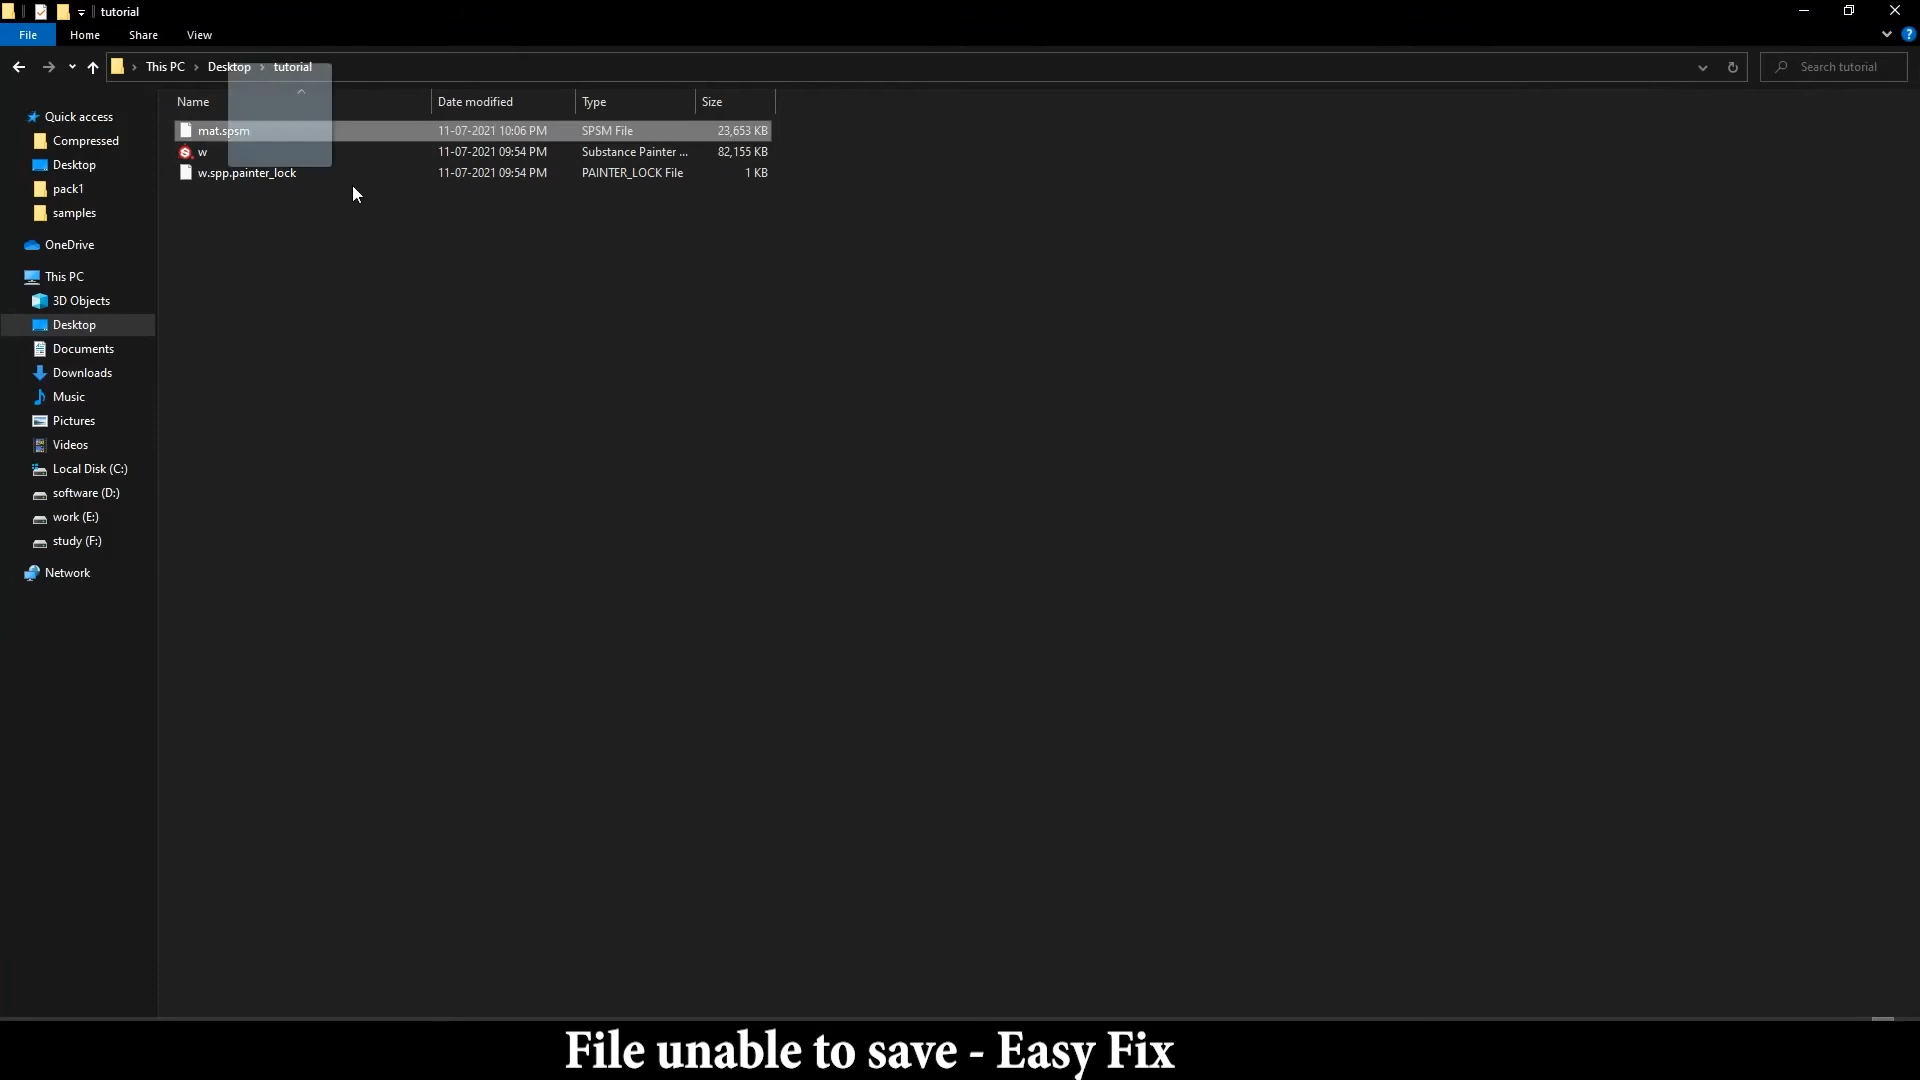 tutorial
File Home Share View
This PC Desktop tutorial Search tutorial
Name Date modified Type Size
mat.spsm 11-07-2021 10:06 PM SPSM File 23,653 KB
w 11-07-2021 09:54 PM Substance Painter ... 82,155 KB
w.spp.painter_lock 11-07-2021 09:54 PM PAINTER_LOCK File 1 KB
Quick access
Compressed
Desktop
pack1
samples
OneDrive
This PC
3D Objects
Desktop
Documents
Downloads
Music
Pictures
Videos
Local Disk (C:)
software (D:)
work (E:)
study (F:)
Network
File unable to save - Easy Fix